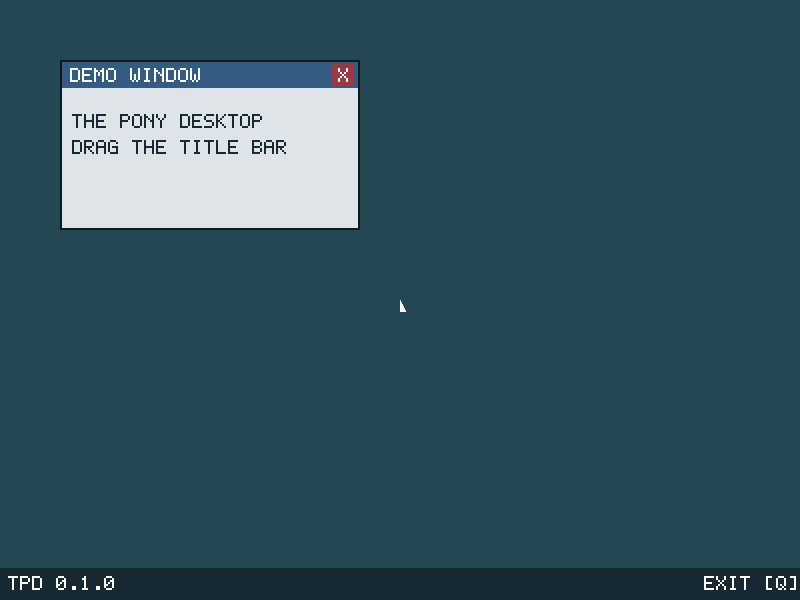 DEMO WINDOW X
THE PONY DESKTOP
DRAG THE TITLE BAR
TPD 0.1.0 EXIT [Q]